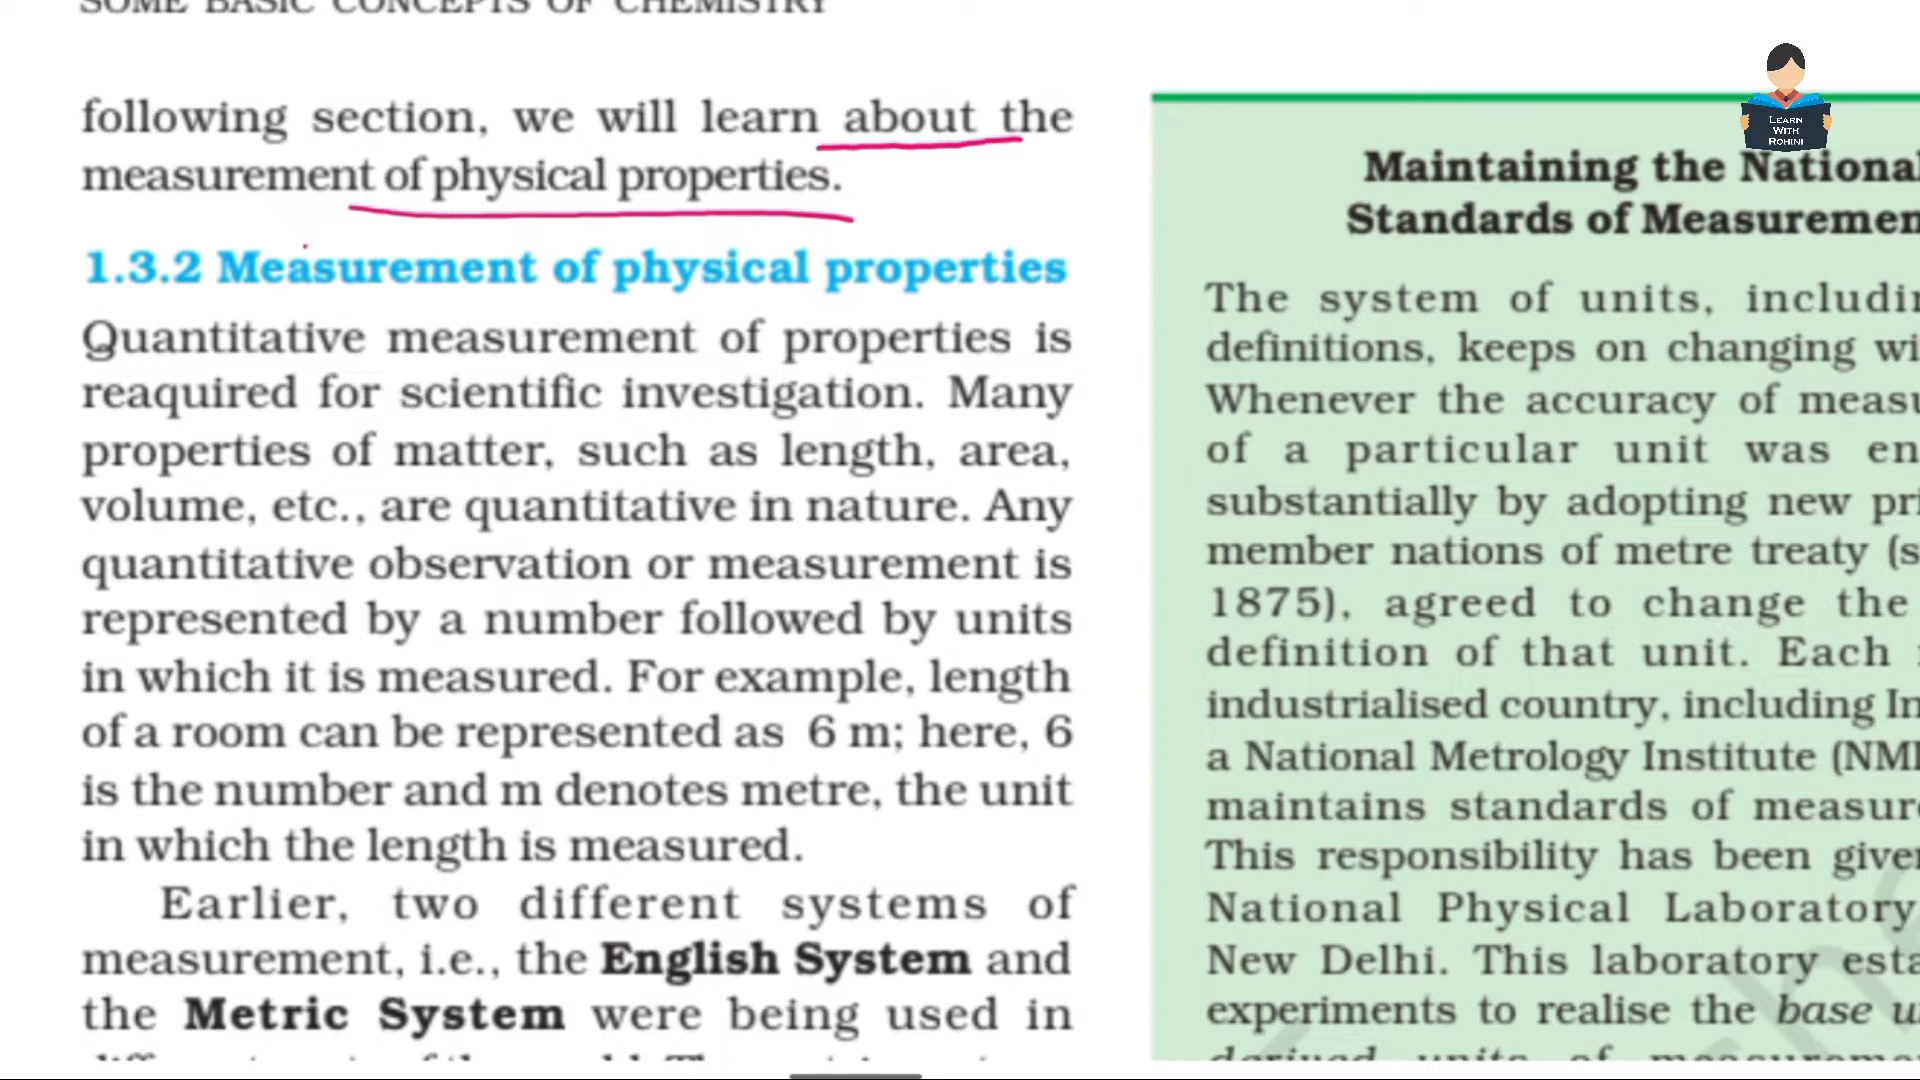 SOME BASIC CONCEPTS OF CHEMISTRY
following section, we will learn about the
measurement of physical properties.
1.3.2 Measurement of physical properties
Quantitative measurement of properties is
reaquired for scientific investigation. Many
properties of matter, such as length, area,
volume, etc., are quantitative in nature. Any
quantitative observation or measurement is
represented by a number followed by units
in which it is measured. For example, length
of a room can be represented as 6 m; here, 6
is the number and m denotes metre, the unit
in which the length is measured.
Earlier, two different systems of
measurement, i.e., the English System and
the Metric System were being used in
LEARN
WITH
ROHINI
Maintaining the National
Standards of Measuremen
The system of units, includin
definitions, keeps on changing wi
Whenever the accuracy of measu
of a particular unit was en
substantially by adopting new pri
member nations of metre treaty (s
1875), agreed to change the
definition of that unit. Each
industrialised country, including In
a National Metrology Institute (NMI
maintains standards of measure
This responsibility has been give
National Physical Laboratory
New Delhi. This laboratory esta
experiments to realise the base u
derived units of measuremen